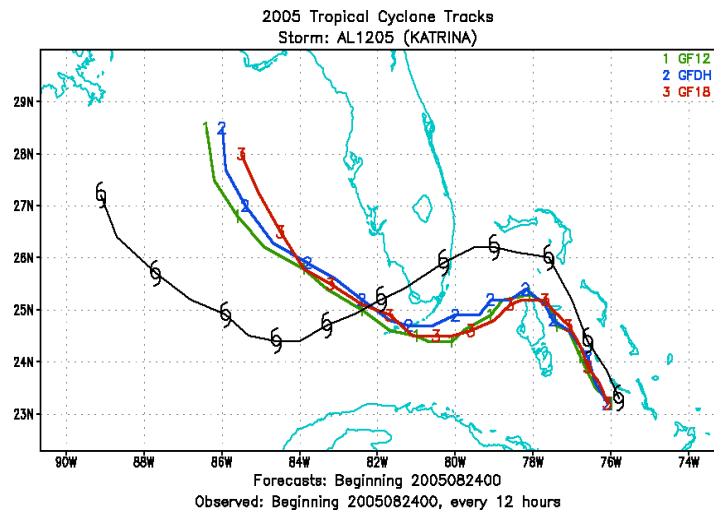 2005 Tropical Cyclone Tracks
Storm: AL1205 (KATRINA)
1 GF12
2 GFDH
3 GF18
29N
28N
27N
26N
25N
24N
23N
90W 88W 86W 84W 82W 80W 78W 76W 74W
Forecasts: Beginning 2005082400
Observed: Beginning 2005082400, every 12 hours